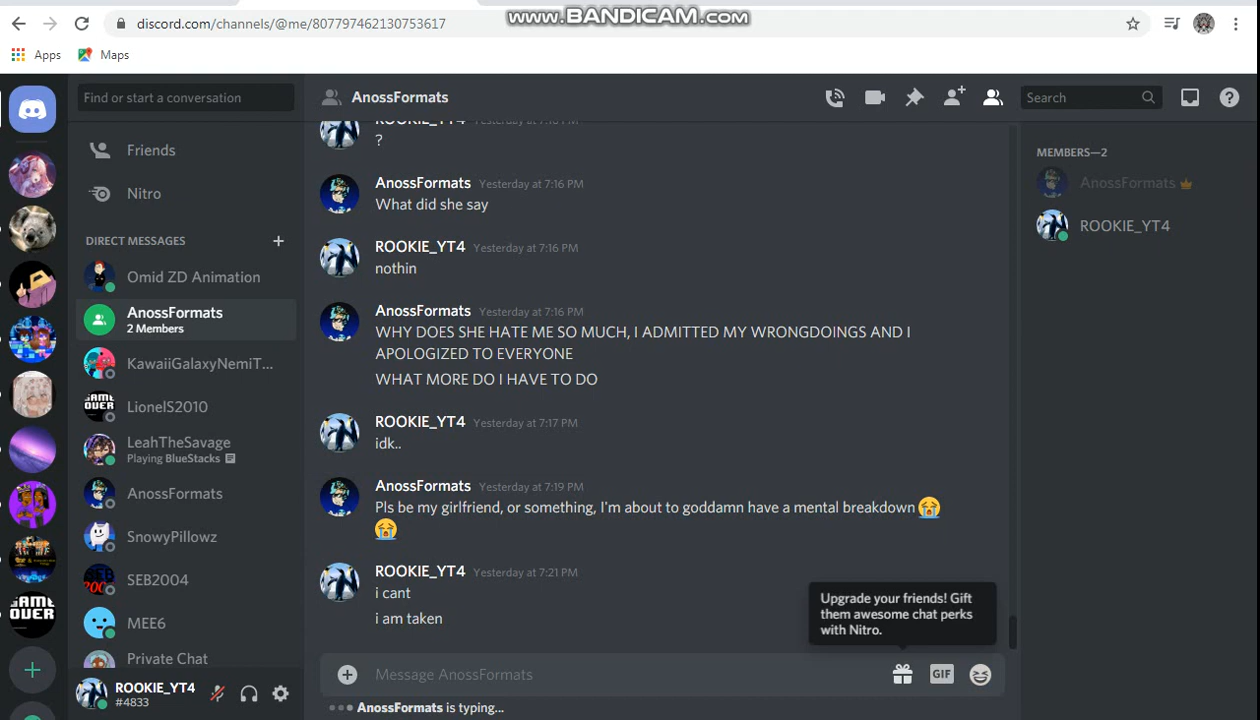 www.BANDICAM.com
discord.com/channels/@me/807797462130753617
Apps
Maps
Find or start a conversation
Friends
Nitro
DIRECT MESSAGES
Omid ZD Animation
AnossFormats
2 Members
KawaiiGalaxyNemiT...
GAME OVER
LionelS2010
LeahTheSavage
Playing BlueStacks
AnossFormats
SnowyPillowz
SEB2004
MEE6
Private Chat
GAME OVER
ROOKIE_YT4
#4833
AnossFormats
Search
ROOKIE_YT4 Yesterday at 7:16 PM
?
AnossFormats Yesterday at 7:16 PM
What did she say
ROOKIE_YT4 Yesterday at 7:16 PM
nothin
AnossFormats Yesterday at 7:16 PM
WHY DOES SHE HATE ME SO MUCH, I ADMITTED MY WRONGDOINGS AND I
APOLOGIZED TO EVERYONE
WHAT MORE DO I HAVE TO DO
ROOKIE_YT4 Yesterday at 7:17 PM
idk..
AnossFormats Yesterday at 7:19 PM
Pls be my girlfriend, or something, I'm about to goddamn have a mental breakdown 😭
😭
ROOKIE_YT4 Yesterday at 7:21 PM
i cant
i am taken
Upgrade your friends! Gift
them awesome chat perks
with Nitro.
Message AnossFormats
GIF
AnossFormats is typing...
MEMBERS—2
AnossFormats
ROOKIE_YT4